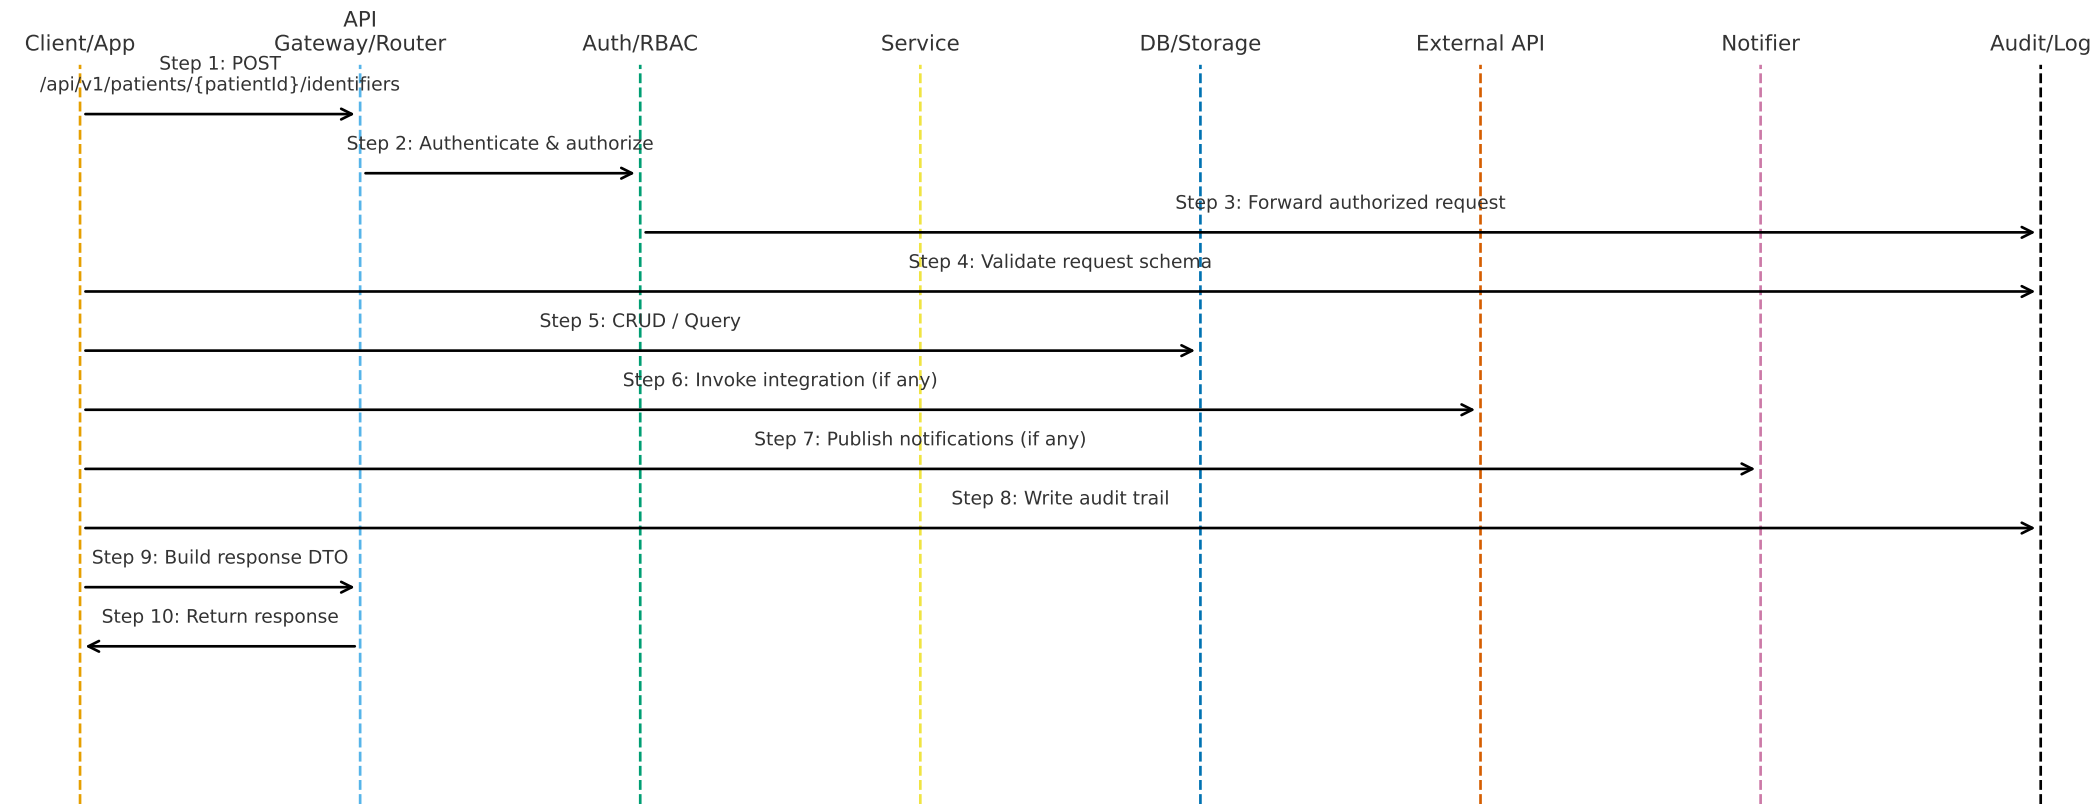 API
Client/App
Gateway/Router
Auth/RBAC
Service
DB/Storage
External API
Notifier
Audit/Log
Step 1: POST
/api/v1/patients/{patientId}/identifiers
Step 2: Authenticate & authorize
Step 3: Forward authorized request
Step 4: Validate request schema
Step 5: CRUD / Query
Step 6: Invoke integration (if any)
Step 7: Publish notifications (if any)
Step 8: Write audit trail
Step 9: Build response DTO
Step 10: Return response